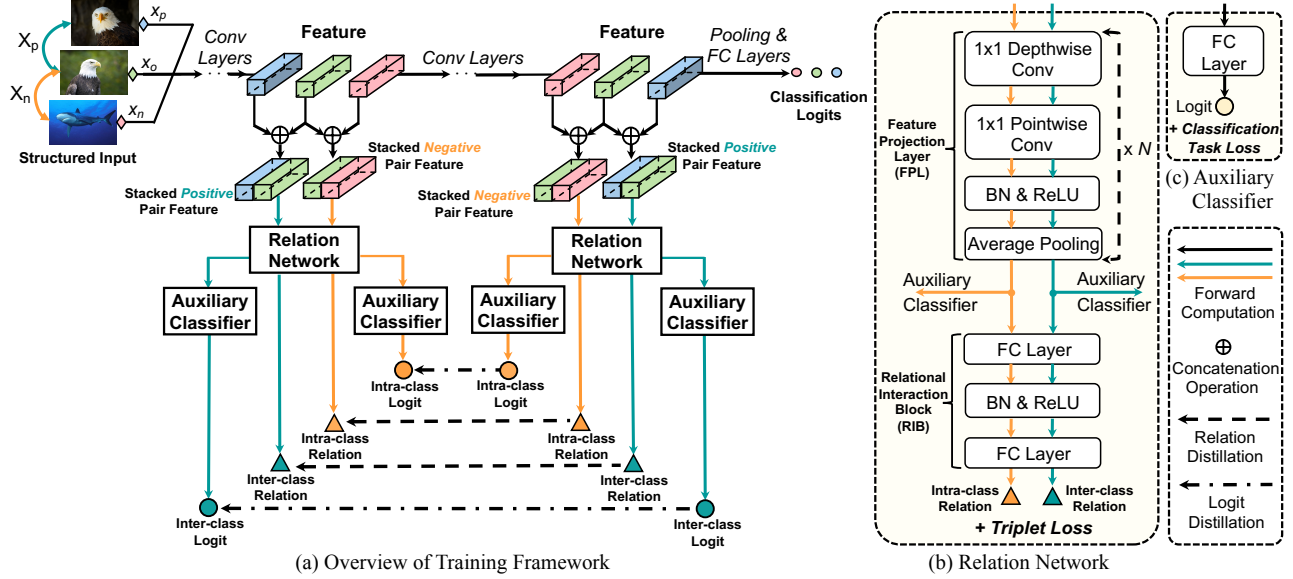 x_p
X_p
x_o
X_n
x_n
Structured Input
Conv
Layers
Feature
Conv Layers
Feature
Pooling &
FC Layers
Classification
Logits
Stacked Negative
Pair Feature
Stacked Positive
Pair Feature
Stacked Positive
Pair Feature
Stacked Negative
Pair Feature
Relation
Network
Relation
Network
Auxiliary
Classifier
Auxiliary
Classifier
Auxiliary
Classifier
Auxiliary
Classifier
Intra-class
Logit
Intra-class
Logit
Intra-class
Relation
Intra-class
Relation
Inter-class
Relation
Inter-class
Relation
Inter-class
Logit
Inter-class
Logit
(a) Overview of Training Framework
1x1 Depthwise
Conv
1x1 Pointwise
Conv
BN & ReLU
Average Pooling
Feature
Projection
Layer
(FPL)
x N
Auxiliary
Classifier
Auxiliary
Classifier
FC Layer
BN & ReLU
FC Layer
Relational
Interaction
Block
(RIB)
Intra-class
Relation
Inter-class
Relation
+ Triplet Loss
(b) Relation Network
FC
Layer
Logit
+ Classification
Task Loss
(c) Auxiliary
Classifier
Forward
Computation
Concatenation
Operation
Relation
Distillation
Logit
Distillation